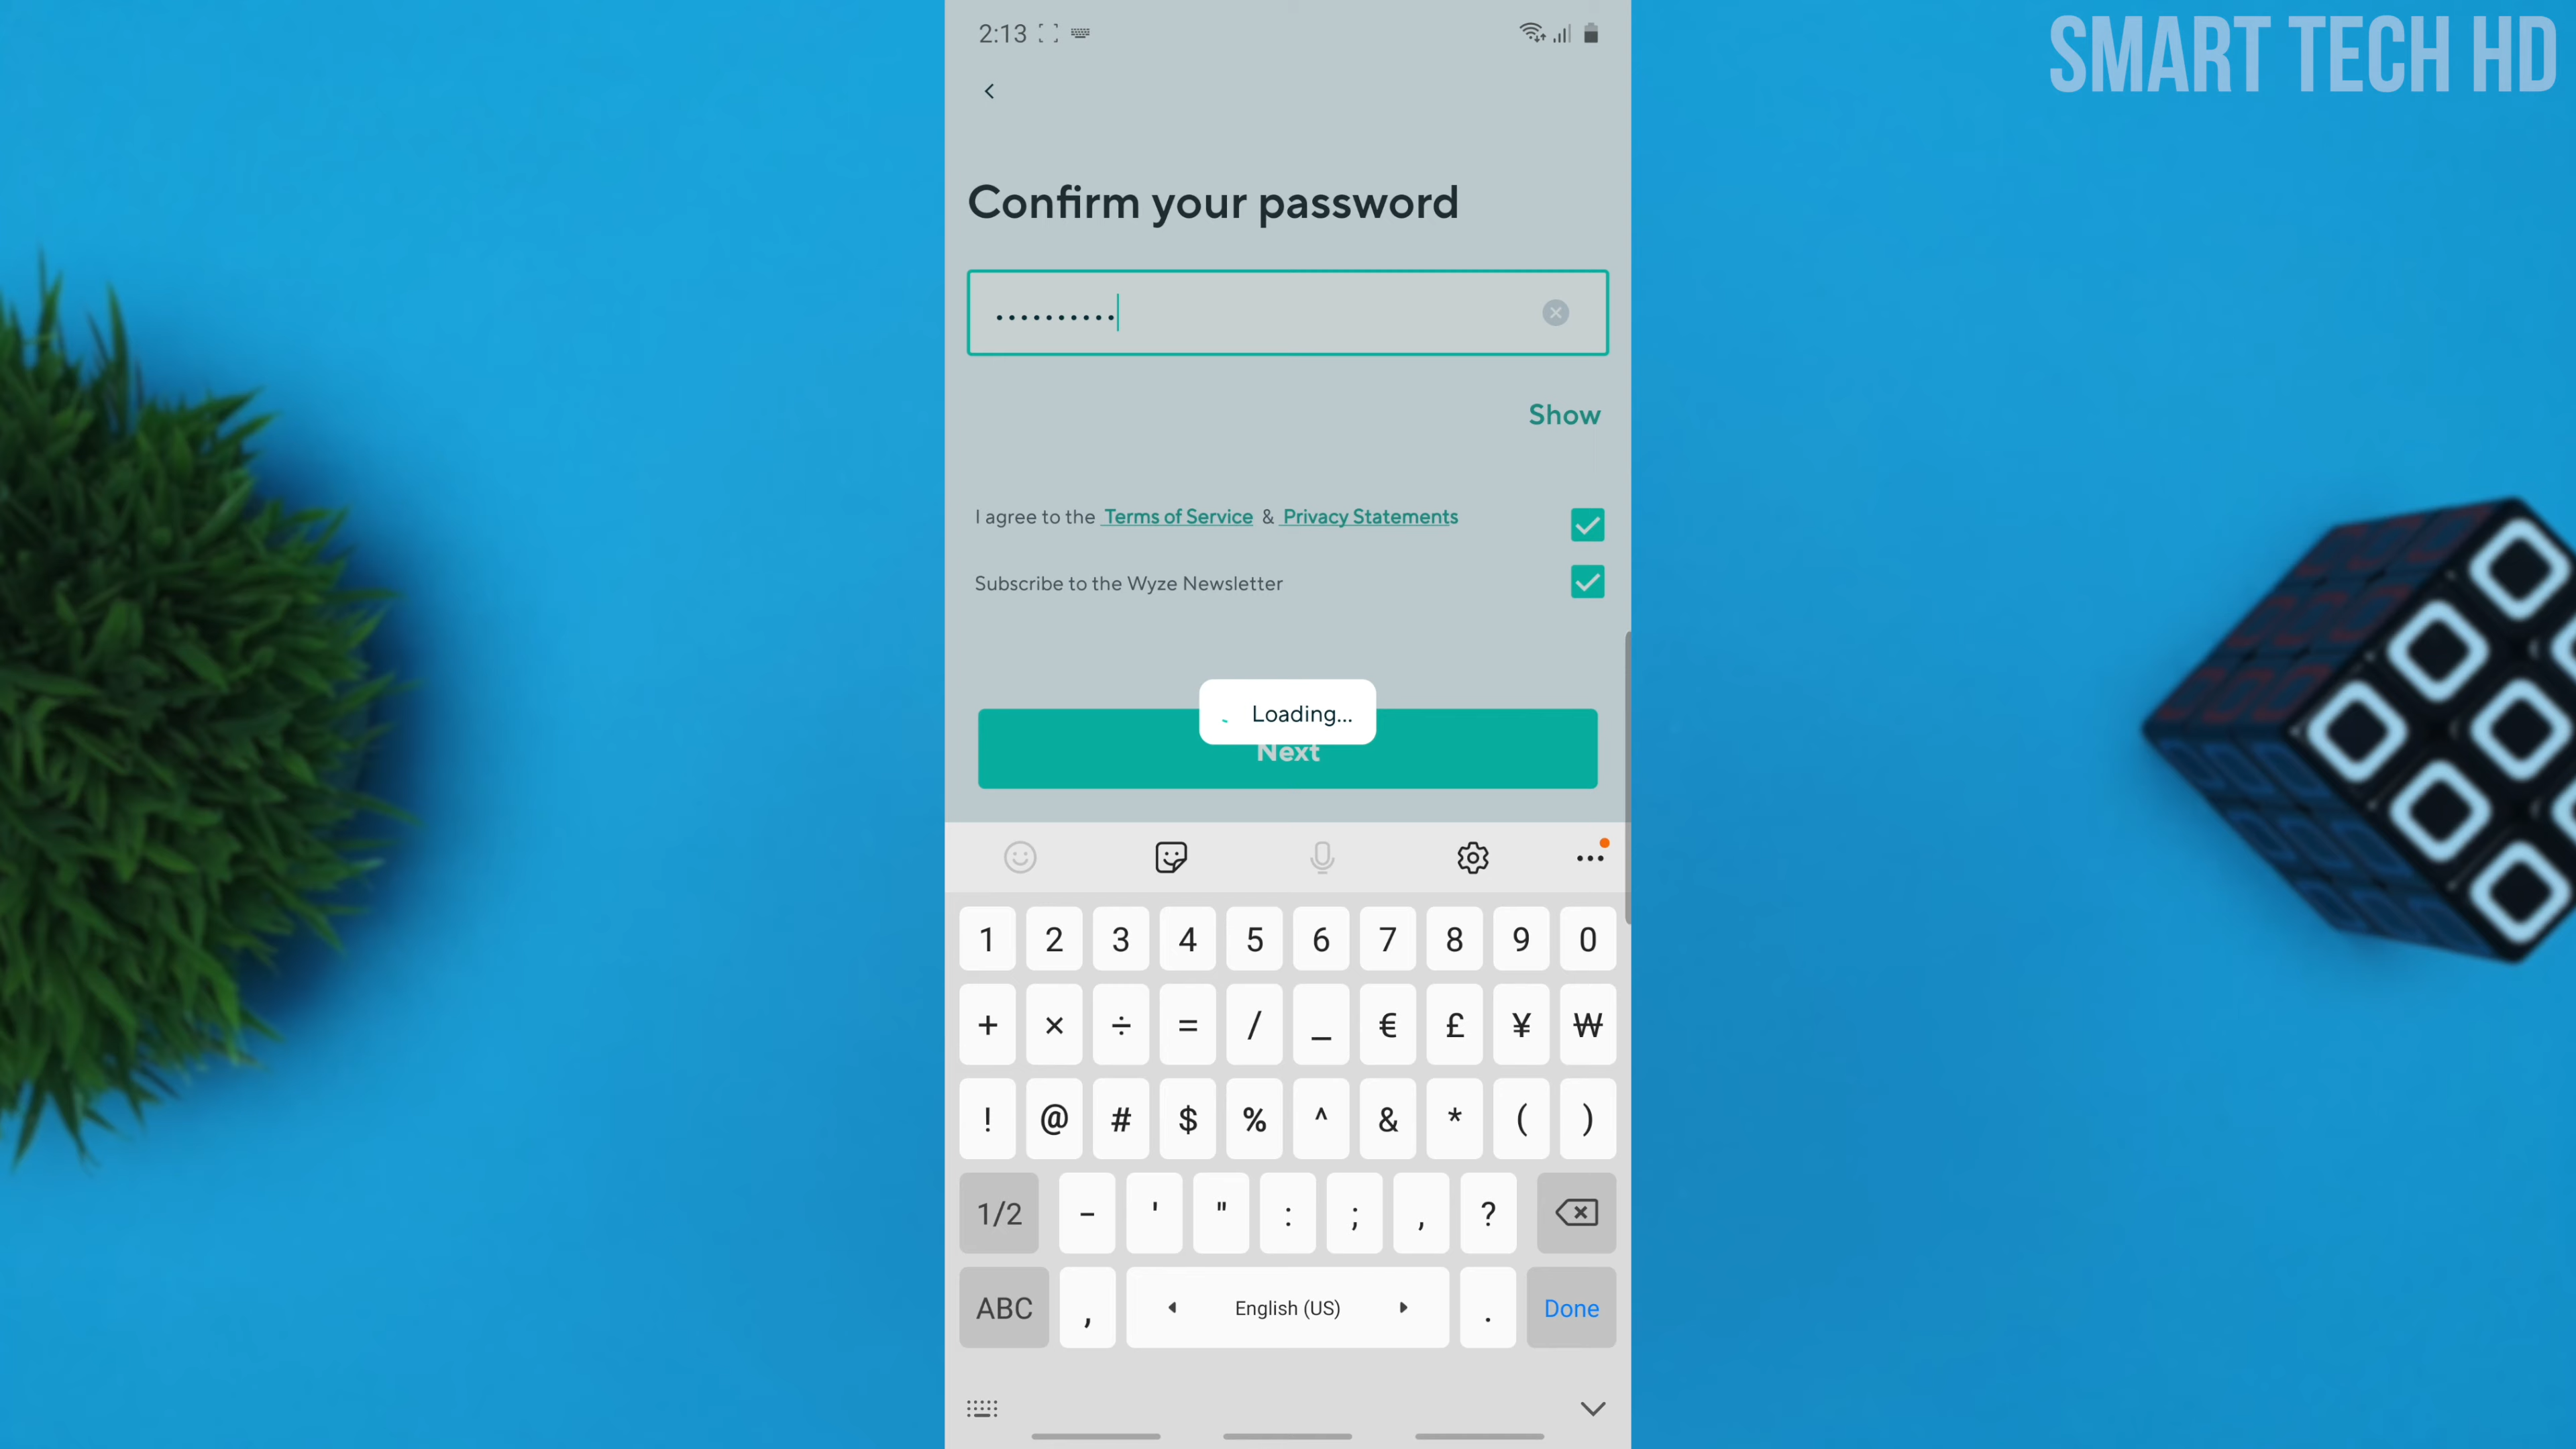 SMART TECH HD
2:13
Confirm your password
..........
Show
I agree to the Terms of Service & Privacy Statements
Subscribe to the Wyze Newsletter
Loading...
Next
1 2 3 4 5 6 7 8 9 0
+ × ÷ = / _ € £ ¥ ₩
! @ # $ % ^ & * ( )
1/2 - ' " : ; , ?
ABC , English (US) . Done